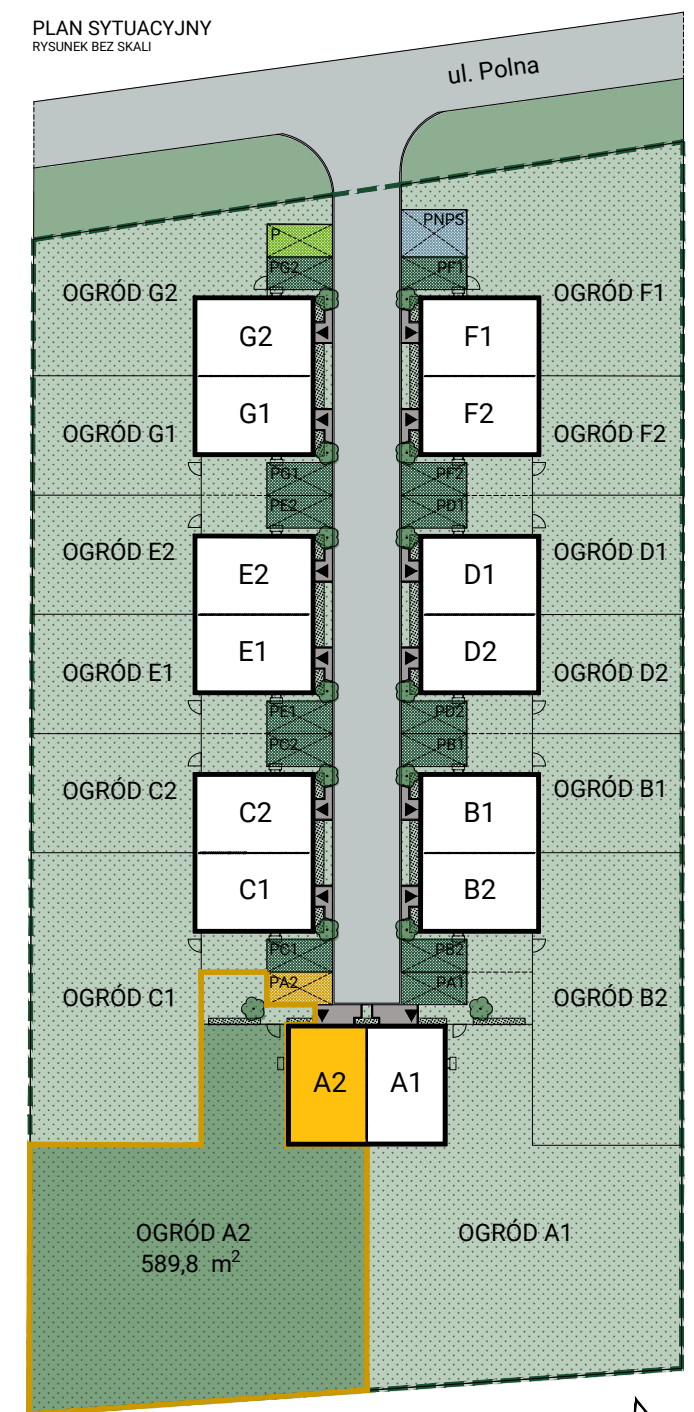 PLAN SYTUACYJNY
RYSUNEK BEZ SKALI
ul. Polna
P
PNPS
PG2
PF1
OGRÓD G2
OGRÓD F1
G2
F1
G1
F2
OGRÓD G1
OGRÓD F2
PG1
PF2
PE2
PD1
OGRÓD E2
OGRÓD D1
E2
D1
E1
D2
OGRÓD E1
OGRÓD D2
PE1
PD2
PC2
PB1
OGRÓD C2
OGRÓD B1
C2
B1
C1
B2
PC1
PB2
PA2
PA1
OGRÓD C1
OGRÓD B2
A2
A1
OGRÓD A2
589,8 m²
OGRÓD A1